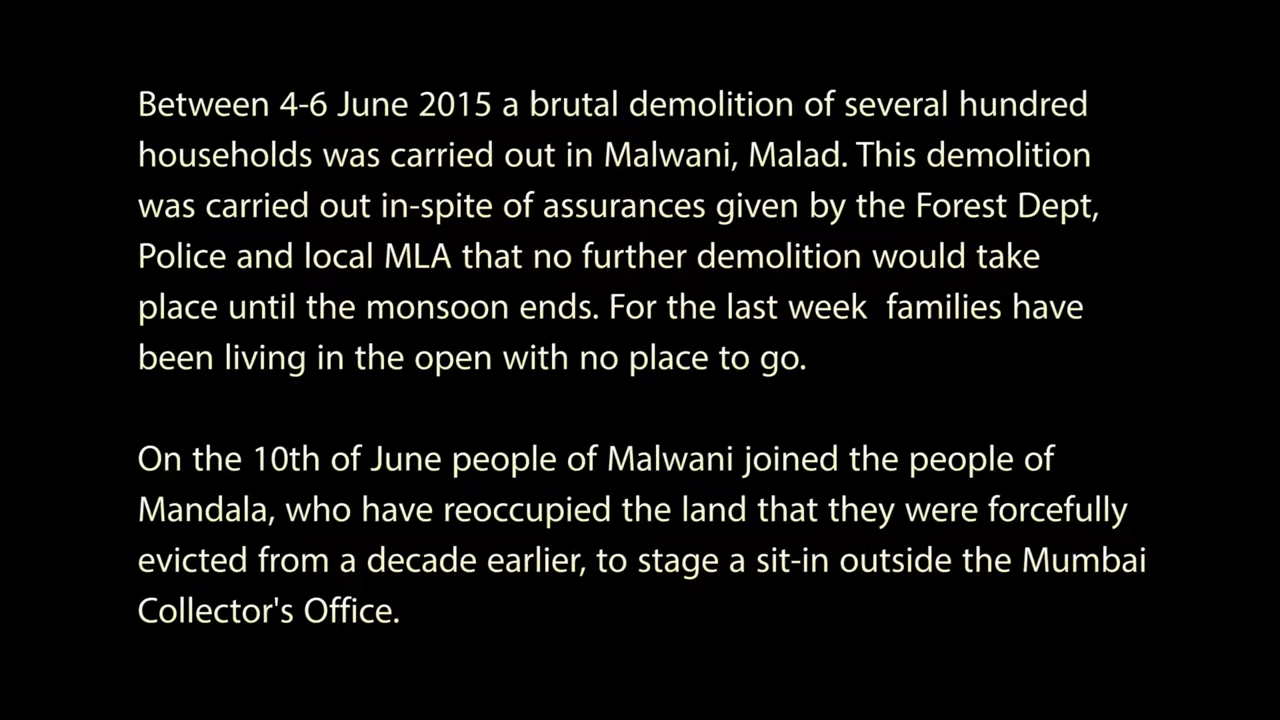 Between 4-6 June 2015 a brutal demolition of several hundred
households was carried out in Malwani, Malad. This demolition
was carried out in-spite of assurances given by the Forest Dept,
Police and local MLA that no further demolition would take
place until the monsoon ends. For the last week  families have
been living in the open with no place to go.

On the 10th of June people of Malwani joined the people of
Mandala, who have reoccupied the land that they were forcefully
evicted from a decade earlier, to stage a sit-in outside the Mumbai
Collector's Office.